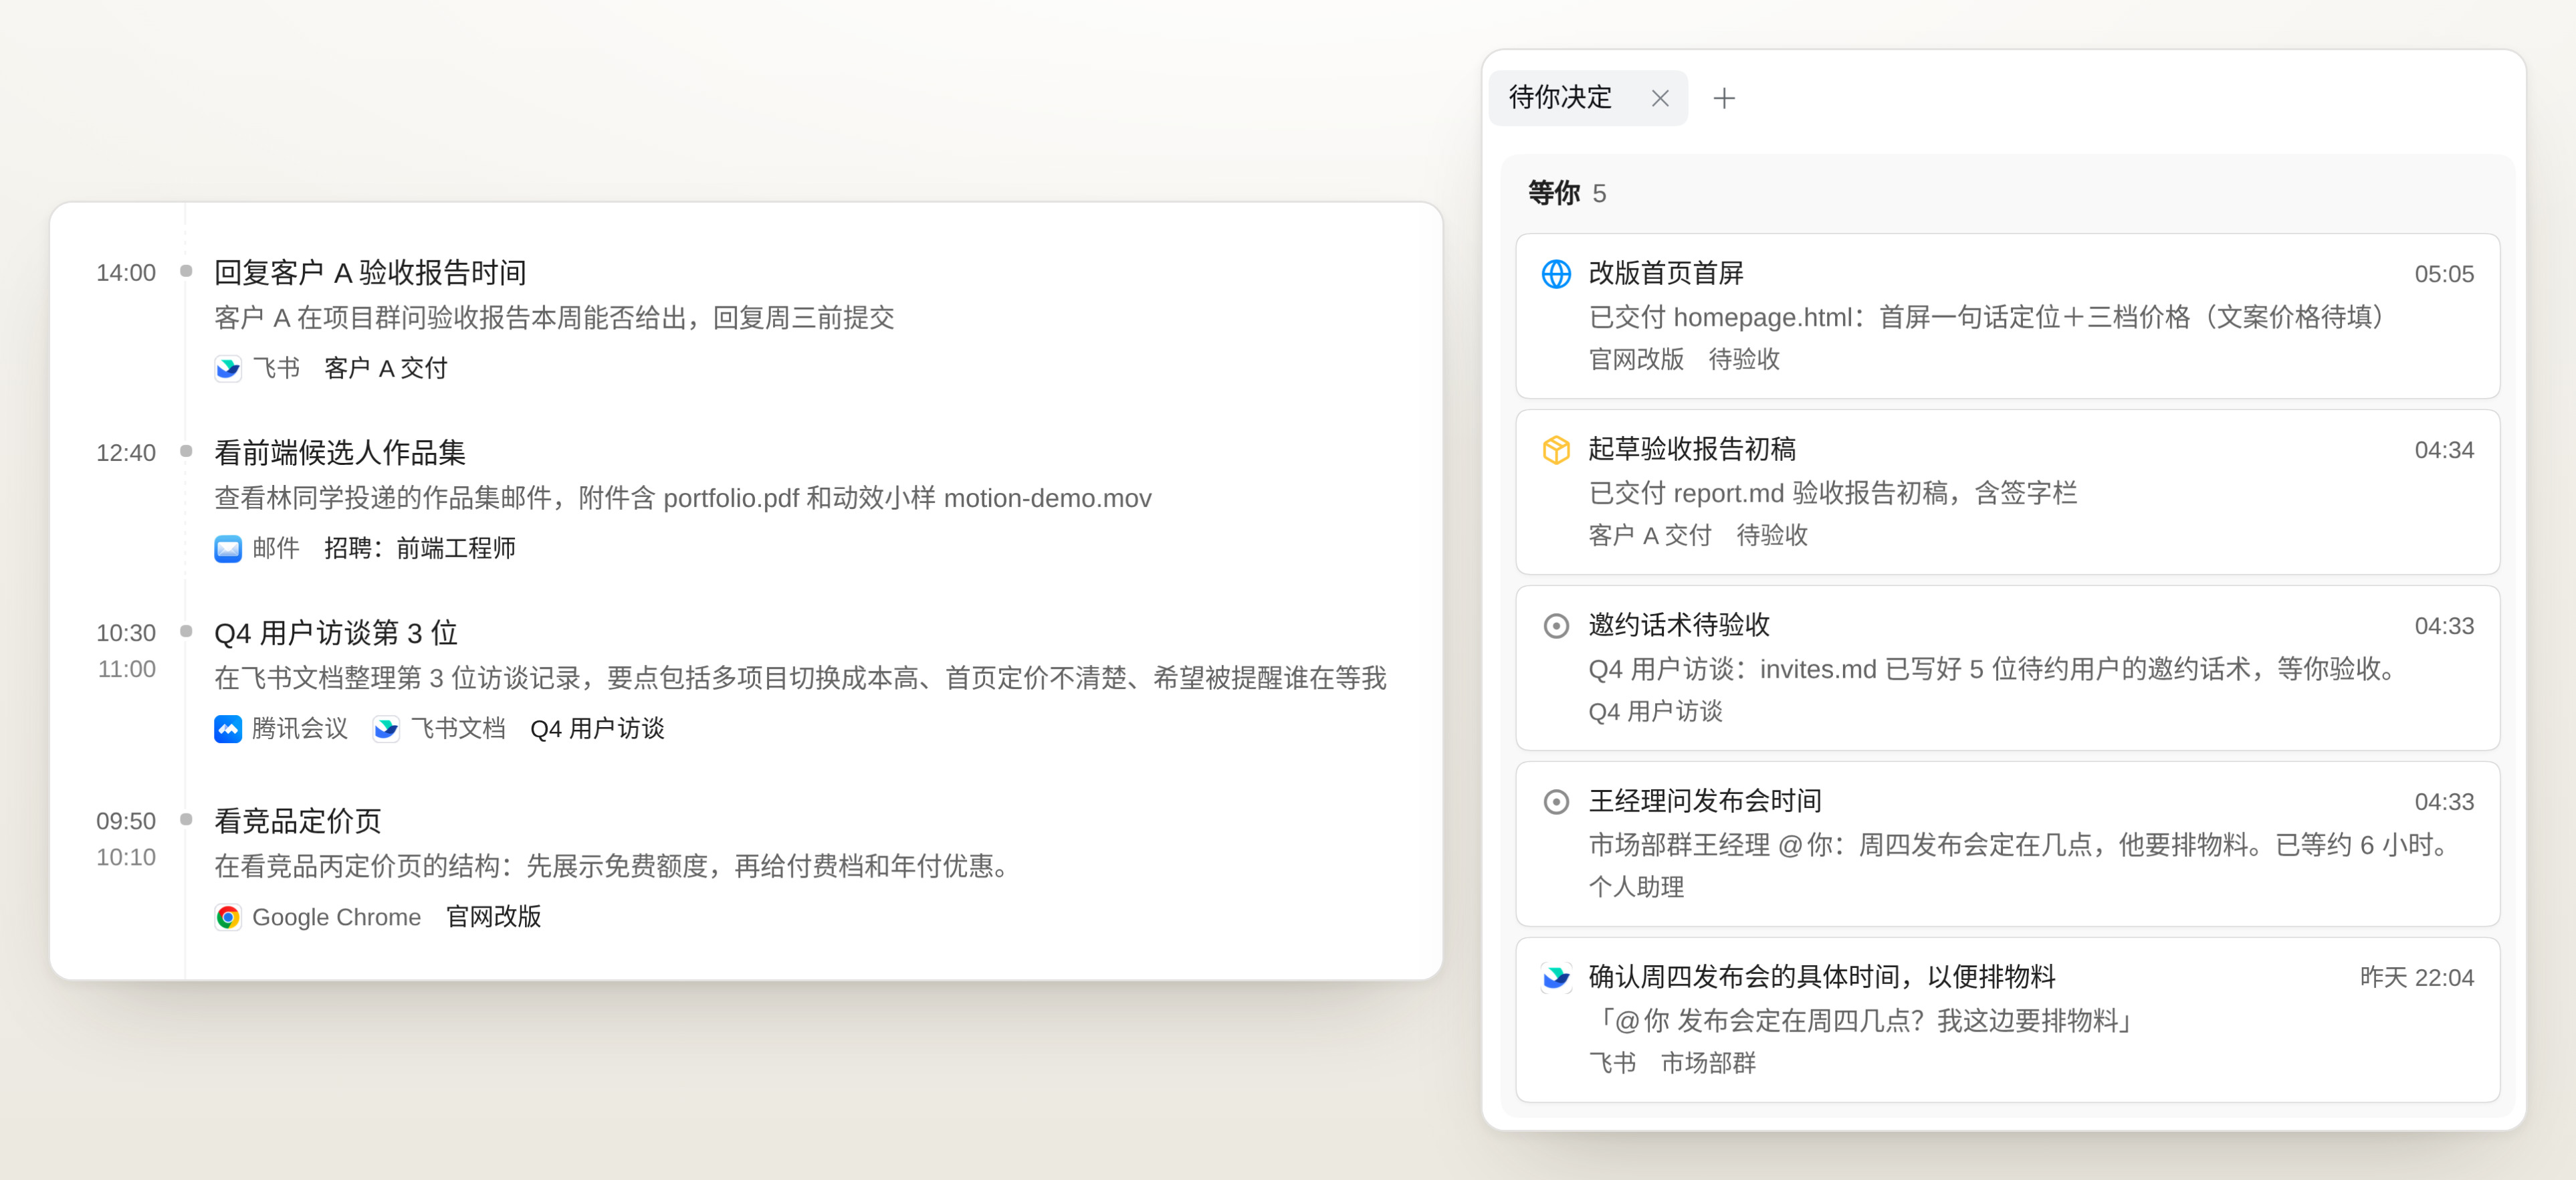 14:00
回复客户 A 验收报告时间
客户 A 在项目群问验收报告本周能否给出，回复周三前提交
飞书 客户 A 交付
12:40
看前端候选人作品集
查看林同学投递的作品集邮件，附件含 portfolio.pdf 和动效小样 motion-demo.mov
邮件 招聘：前端工程师
10:30
11:00
Q4 用户访谈第 3 位
在飞书文档整理第 3 位访谈记录，要点包括多项目切换成本高、首页定价不清楚、希望被提醒谁在等我
腾讯会议 飞书文档 Q4 用户访谈
09:50
10:10
看竞品定价页
在看竞品丙定价页的结构：先展示免费额度，再给付费档和年付优惠。
Google Chrome 官网改版
待你决定
等你 5
改版首页首屏 05:05
已交付 homepage.html：首屏一句话定位＋三档价格（文案价格待填）
官网改版 待验收
起草验收报告初稿 04:34
已交付 report.md 验收报告初稿，含签字栏
客户 A 交付 待验收
邀约话术待验收 04:33
Q4 用户访谈：invites.md 已写好 5 位待约用户的邀约话术，等你验收。
Q4 用户访谈
王经理问发布会时间 04:33
市场部群王经理 @你：周四发布会定在几点，他要排物料。已等约 6 小时。
个人助理
确认周四发布会的具体时间，以便排物料 昨天 22:04
「@你 发布会定在周四几点？我这边要排物料」
飞书 市场部群